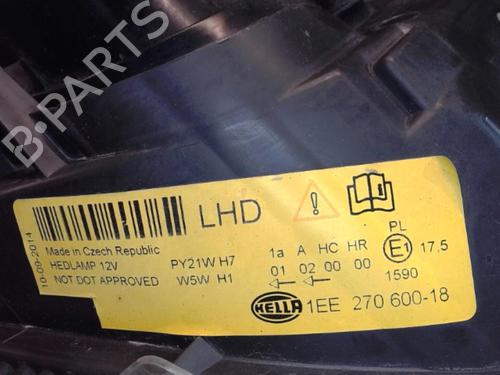 B-PARTS
10-09-2014
LHD
Made in Czech Republic
HEDLAMP 12V
NOT DOT APPROVED
PY21W H7
W5W H1
1a A HC HR
01 02 00 00
PL
E1 17,5
1590
HELLA
1EE 270 600-18